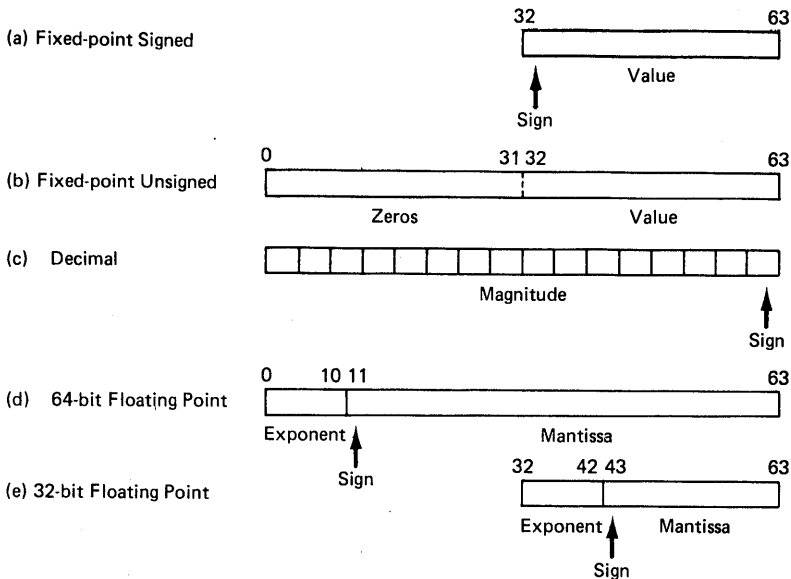 32 63
(a) Fixed-point Signed
Value
Sign
0 31 32 63
(b) Fixed-point Unsigned
Zeros Value
(c) Decimal
Magnitude
Sign
0 10 11 63
(d) 64-bit Floating Point
Exponent Mantissa
Sign
32 42 43 63
(e) 32-bit Floating Point
Exponent Mantissa
Sign